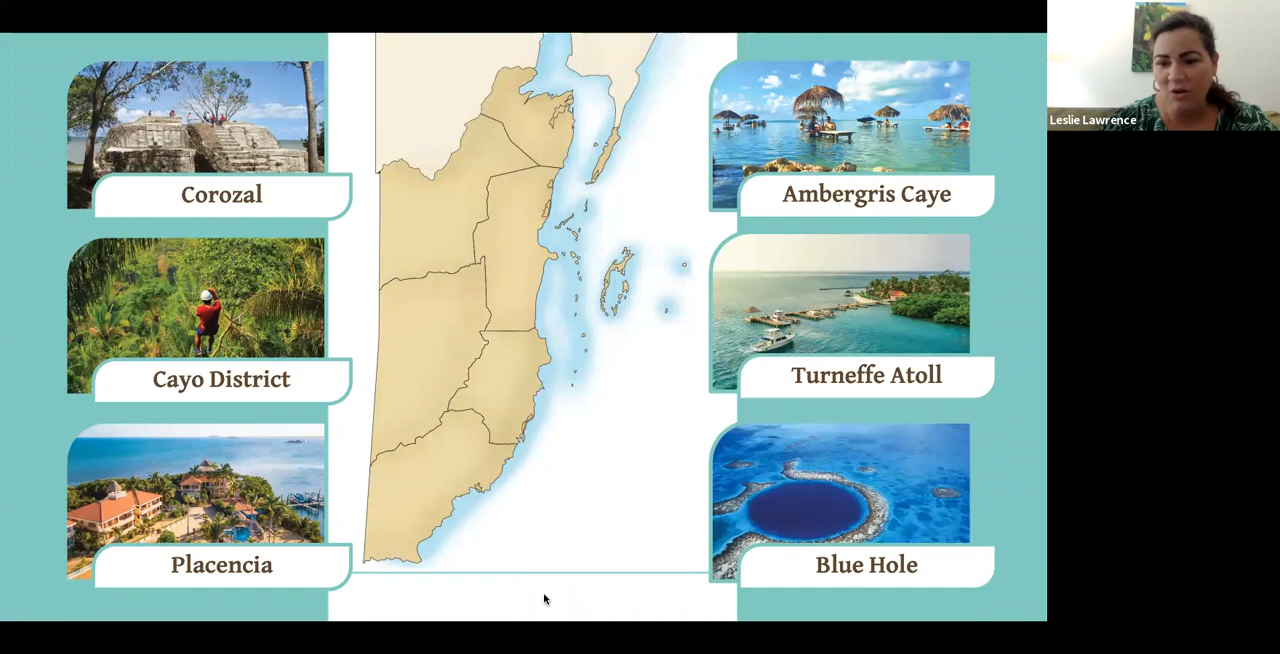 Corozal
Ambergris Caye
Cayo District
Turneffe Atoll
Placencia
Blue Hole
Leslie Lawrence